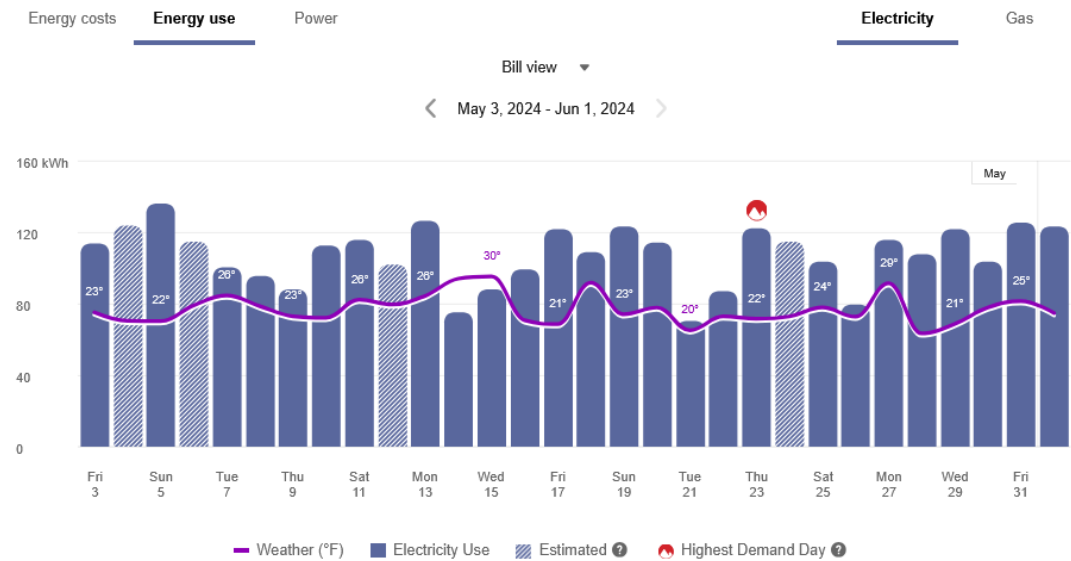 Energy costs Energy use Power Electricity Gas
Bill view
May 3, 2024 - Jun 1, 2024
160 kWh
May
120
30°
26° 26° 26° 29°
23° 22° 23° 21° 23° 20° 22° 24° 21° 25°
80
40
0
Fri Sun Tue Thu Sat Mon Wed Fri Sun Tue Thu Sat Mon Wed Fri
3 5 7 9 11 13 15 17 19 21 23 25 27 29 31
Weather (°F) Electricity Use Estimated ? Highest Demand Day ?